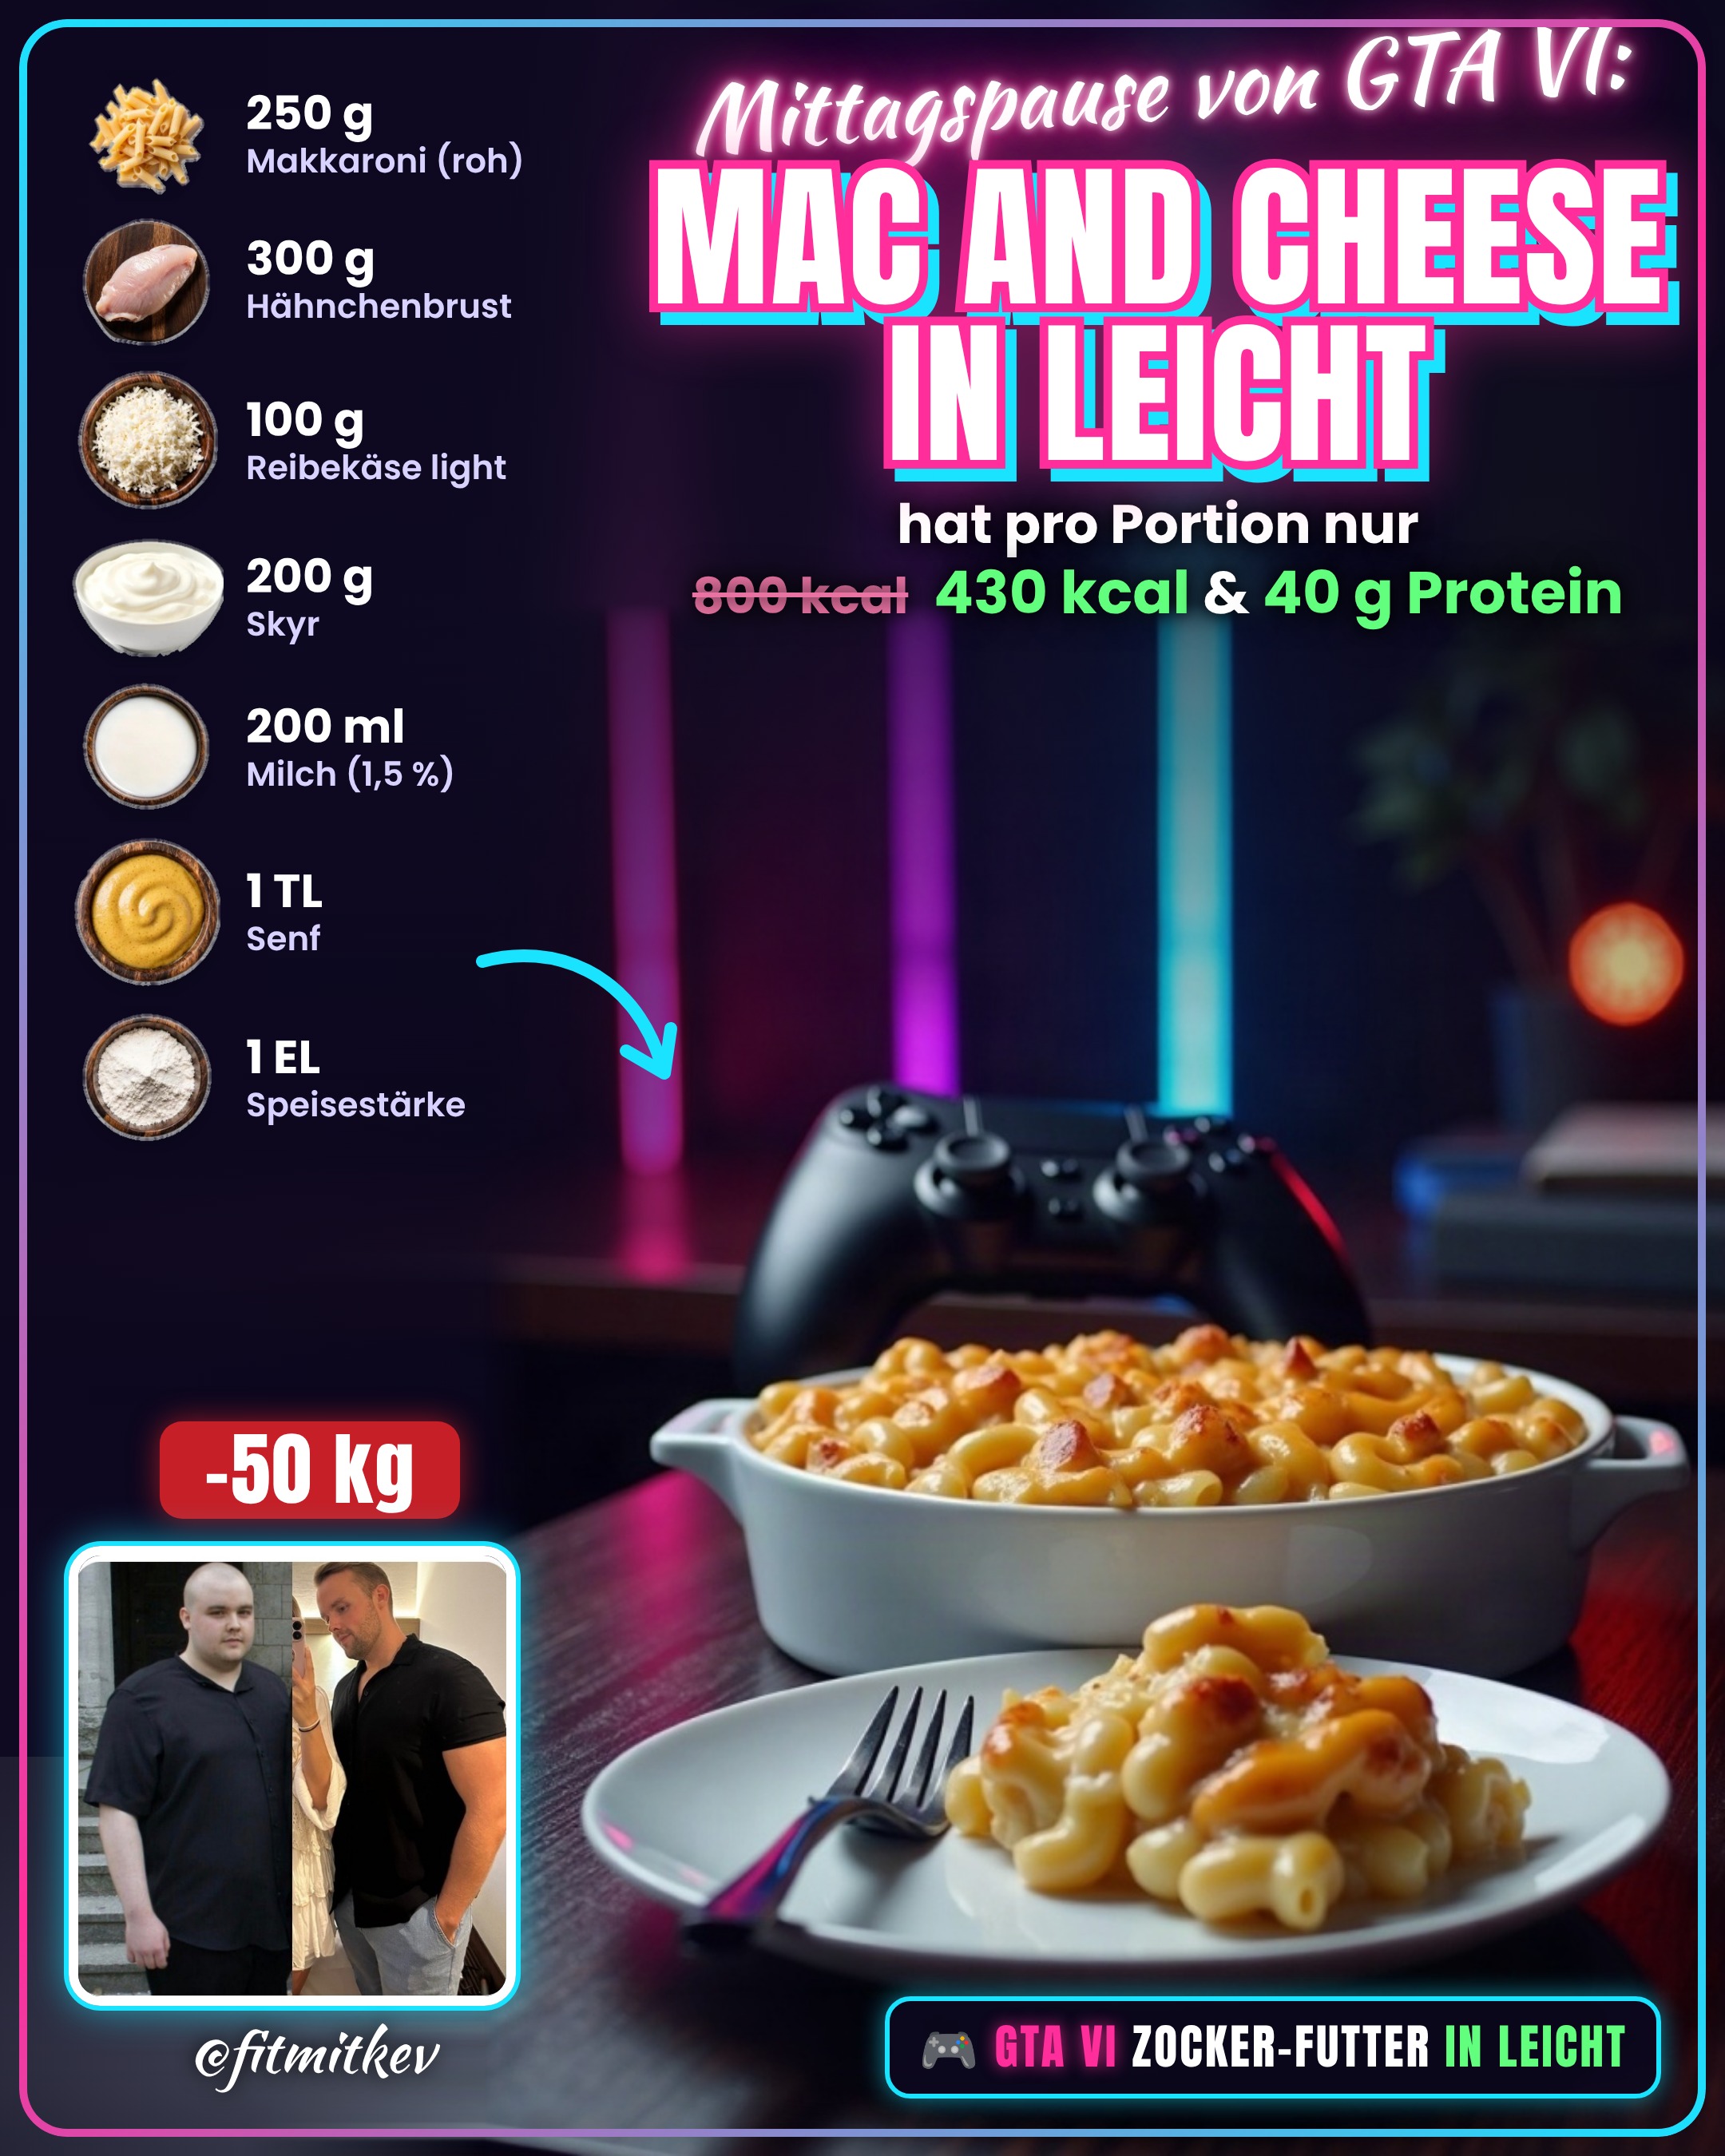 Mittagspause von GTA VI:
MAC AND CHEESE
IN LEICHT
hat pro Portion nur
800 kcal 430 kcal & 40 g Protein
250 g
Makkaroni (roh)
300 g
Hähnchenbrust
100 g
Reibekäse light
200 g
Skyr
200 ml
Milch (1,5 %)
1 TL
Senf
1 EL
Speisestärke
-50 kg
@fitmitkev
GTA VI ZOCKER-FUTTER IN LEICHT